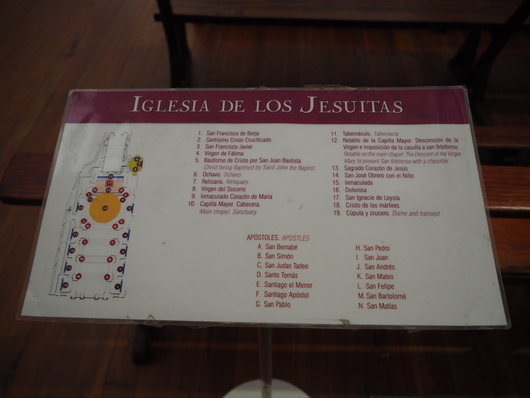 IGLESIA DE LOS JESUITAS
1. San Francisco de Borja
2. Santísimo Cristo Crucificado
3. San Francisco Javier
4. Virgen de Fátima
5. Bautismo de Cristo por San Juan Bautista.
Christ being Baptised by Saint John the Baptist
6. Ochavo. Ochavo
7. Relicario. Reliquary
8. Virgen del Socorro
9. Inmaculado Corazón de María
10. Capilla Mayor. Cabecera.
Main chapel. Sanctuary
11. Tabernáculo. Tabernacle
12. Retablo de la Capilla Mayor. Descensión de la
Virgen e imposición de la casulla a san Ildefonso.
Retable on the main chapel: The Descent of the Virgin
Mary to present San Ildefonso with a chasuble
13. Sagrado Corazón de Jesús
14. San José Obrero con el Niño
15. Inmaculada
16. Dolorosa
17. San Ignacio de Loyola
18. Cristo de los mártires
19. Cúpula y crucero. Dome and transept
APÓSTOLES. APOSTLES
A. San Bernabé
B. San Simón
C. San Judas Tadeo
D. Santo Tomás
E. Santiago el Menor
F. Santiago Apóstol
G. San Pablo
H. San Pedro
I. San Juan
J. San Andrés
K. San Mateo
L. San Felipe
M. San Bartolomé
N. San Matías